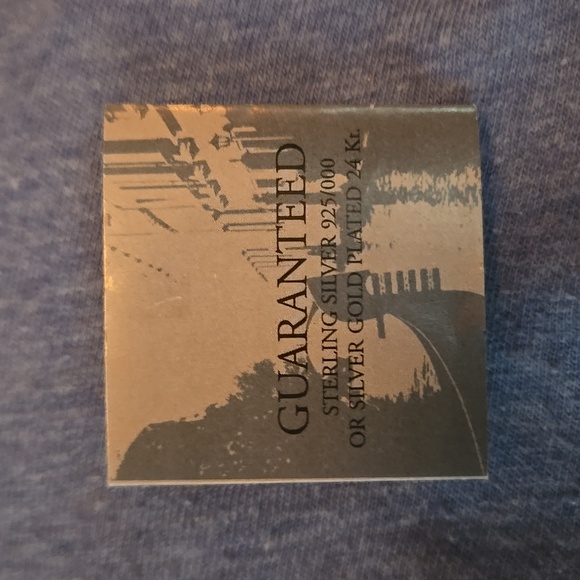 GUARANTEED
STERLING SILVER 925/000
OR SILVER GOLD PLATED 24 Kt.